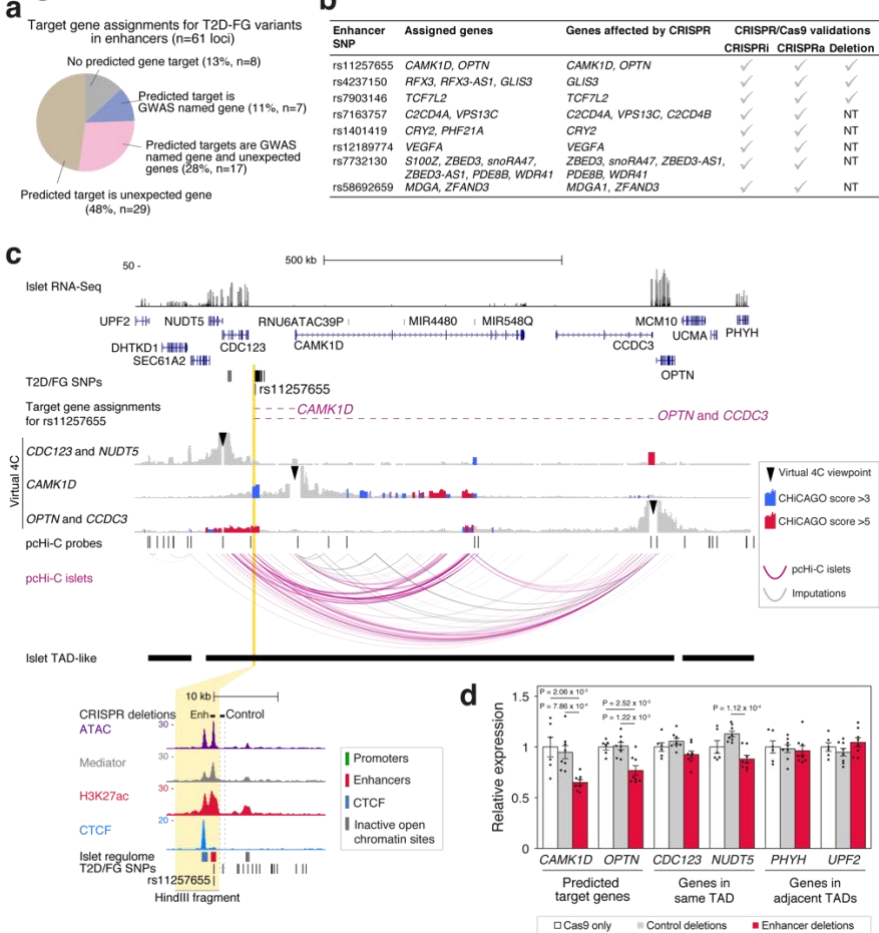 a
Target gene assignments for T2D-FG variants
in enhancers (n=61 loci)
No predicted gene target (13%, n=8)
Predicted target is
GWAS named gene (11%, n=7)
Predicted targets are GWAS
named gene and unexpected
genes (28%, n=17)
Predicted target is unexpected gene
(48%, n=29)
b
Enhancer SNP Assigned genes Genes affected by CRISPR CRISPR/Cas9 validations
CRISPRi CRISPRa Deletion
rs11257655 CAMK1D, OPTN CAMK1D, OPTN ✓ ✓ ✓
rs4237150 RFX3, RFX3-AS1, GLIS3 GLIS3 ✓ ✓ ✓
rs7903146 TCF7L2 TCF7L2 ✓ ✓ ✓
rs7163757 C2CD4A, VPS13C C2CD4A, VPS13C, C2CD4B ✓ ✓ NT
rs1401419 CRY2, PHF21A CRY2 ✓ ✓ NT
rs12189774 VEGFA VEGFA ✓ ✓ NT
rs7732130 S100Z, ZBED3, snoRA47, ZBED3, snoRA47, ZBED3-AS1, ✓ ✓ NT
ZBED3-AS1, PDE8B, WDR41 PDE8B, WDR41
rs58692659 MDGA, ZFAND3 MDGA1, ZFAND3 ✓ ✓ NT
c
500 kb
50 -
Islet RNA-Seq
UPF2 NUDT5 RNU6ATAC39P MIR4480 MIR548Q MCM10
UCMA PHYH
DHTKD1 CDC123 CAMK1D CCDC3
SEC61A2 OPTN
T2D/FG SNPs
rs11257655
Target gene assignments
for rs11257655
CAMK1D
OPTN and CCDC3
Virtual 4C
CDC123 and NUDT5
CAMK1D
OPTN and CCDC3
pcHi-C probes
pcHi-C islets
Islet TAD-like
Virtual 4C viewpoint
CHiCAGO score >3
CHiCAGO score >5
pcHi-C islets
Imputations
10 kb
CRISPR deletions Enh Control
ATAC 30
Mediator 30
H3K27ac 30
CTCF 20
Islet regulome
T2D/FG SNPs
rs11257655
HindIII fragment
Promoters
Enhancers
CTCF
Inactive open
chromatin sites
d
Relative expression
1.5
1
0.5
0
P = 2.06 x 10⁻³
P = 7.86 x 10⁻⁴
P = 1.12 x 10⁻⁴
CAMK1D OPTN CDC123 NUDT5 PHYH UPF2
Predicted
target genes
Genes in
same TAD
Genes in
adjacent TADs
Cas9 only Control deletions Enhancer deletions